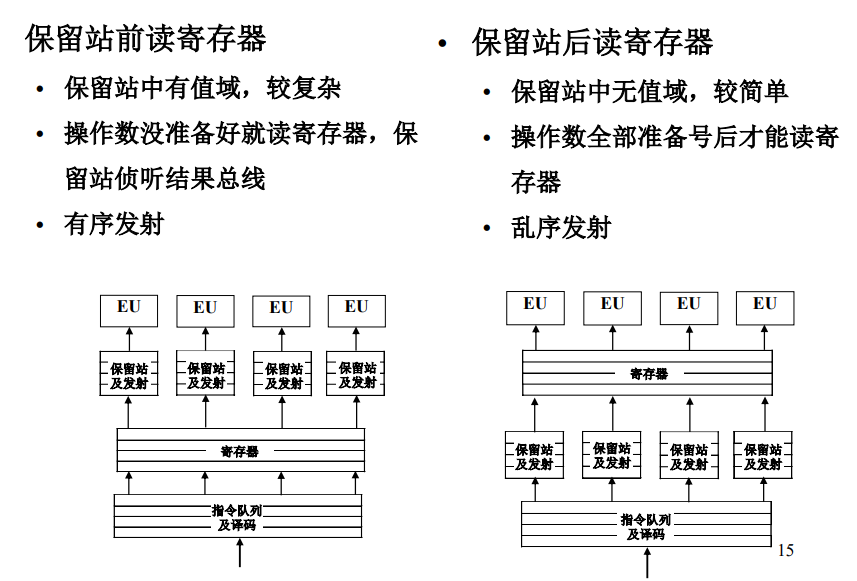 保留站前读寄存器
• 保留站中有值域，较复杂
• 操作数没准备好就读寄存器，保
留站侦听结果总线
• 有序发射
• 保留站后读寄存器
• 保留站中无值域，较简单
• 操作数全部准备号后才能读寄
存器
• 乱序发射
EU EU EU EU
保留站 保留站 保留站 保留站
及发射 及发射 及发射 及发射
寄存器
指令队列
及译码
EU EU EU EU
寄存器
保留站 保留站 保留站 保留站
及发射 及发射 及发射 及发射
指令队列
及译码
15